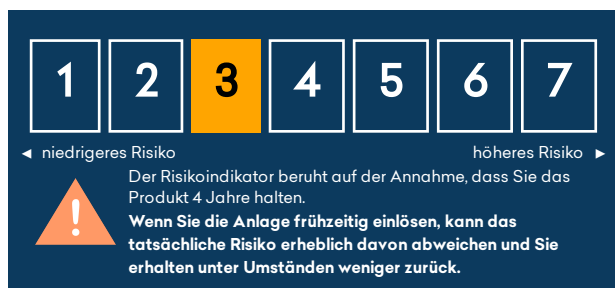 1 2 3 4 5 6 7
◄ niedrigeres Risiko höheres Risiko ►
Der Risikoindikator beruht auf der Annahme, dass Sie das
Produkt 4 Jahre halten.
Wenn Sie die Anlage frühzeitig einlösen, kann das
tatsächliche Risiko erheblich davon abweichen und Sie
erhalten unter Umständen weniger zurück.
!